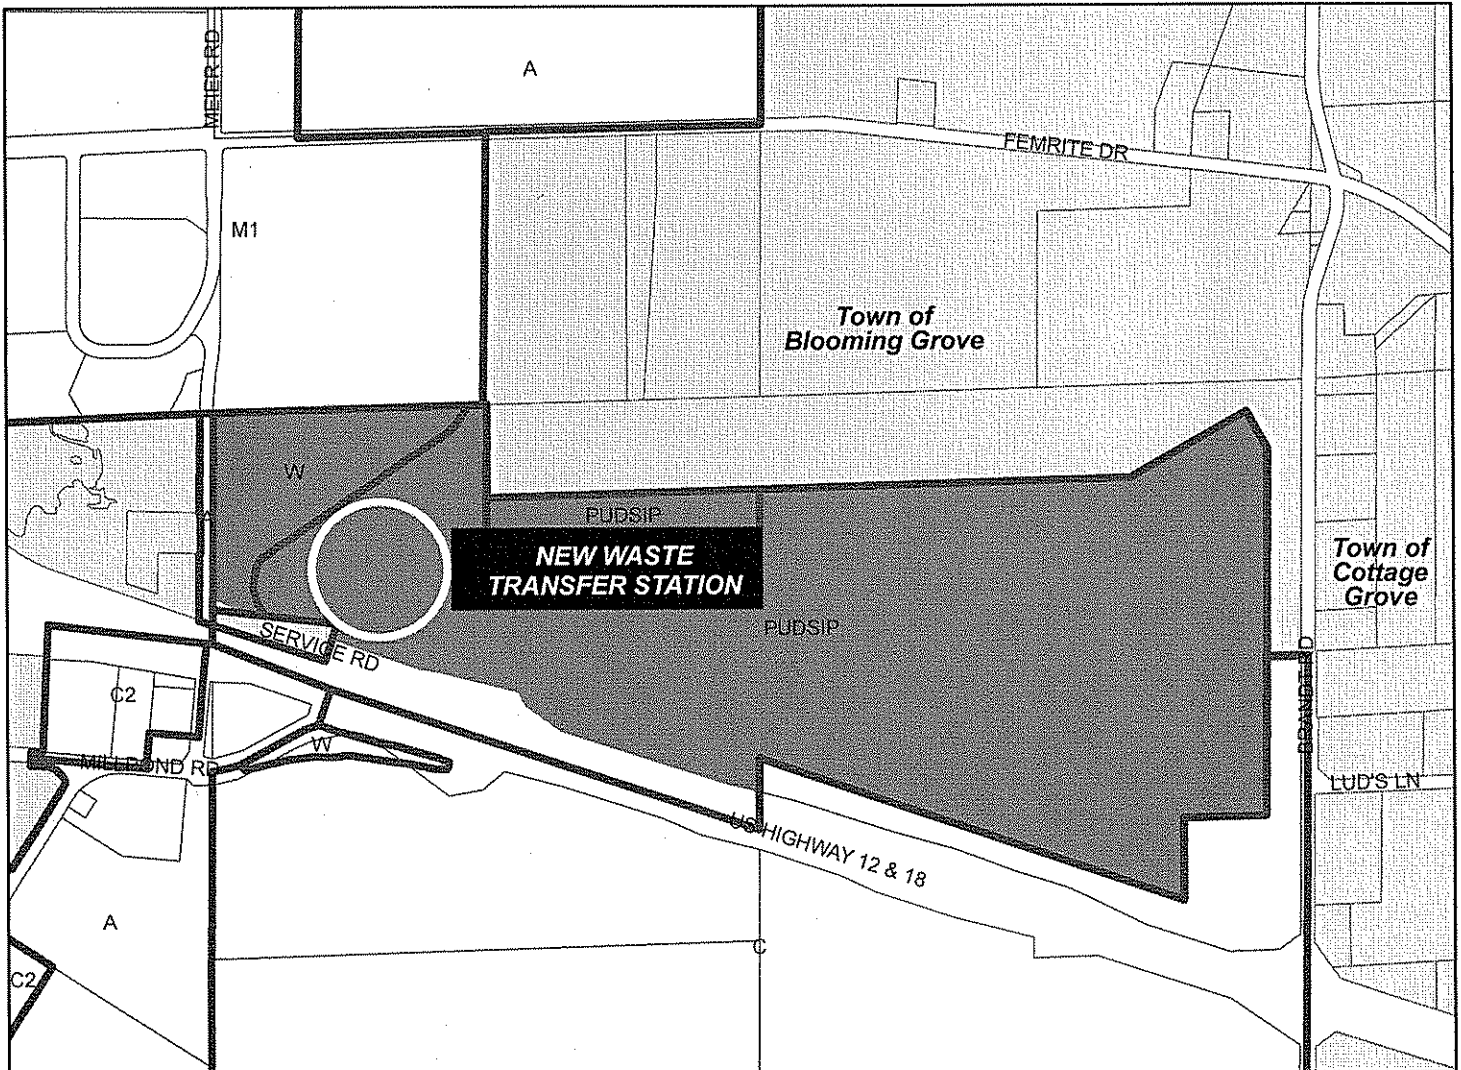 A
MEIER RD
FEMRITE DR
M1
Town of
Blooming Grove
W
PUDSIP
NEW WASTE
TRANSFER STATION
Town of
Cottage
Grove
PUDSIP
SERVICE RD
C2
W
MILLPOND RD
LUD'S LN
US HIGHWAY 12 & 18
A
C
C2